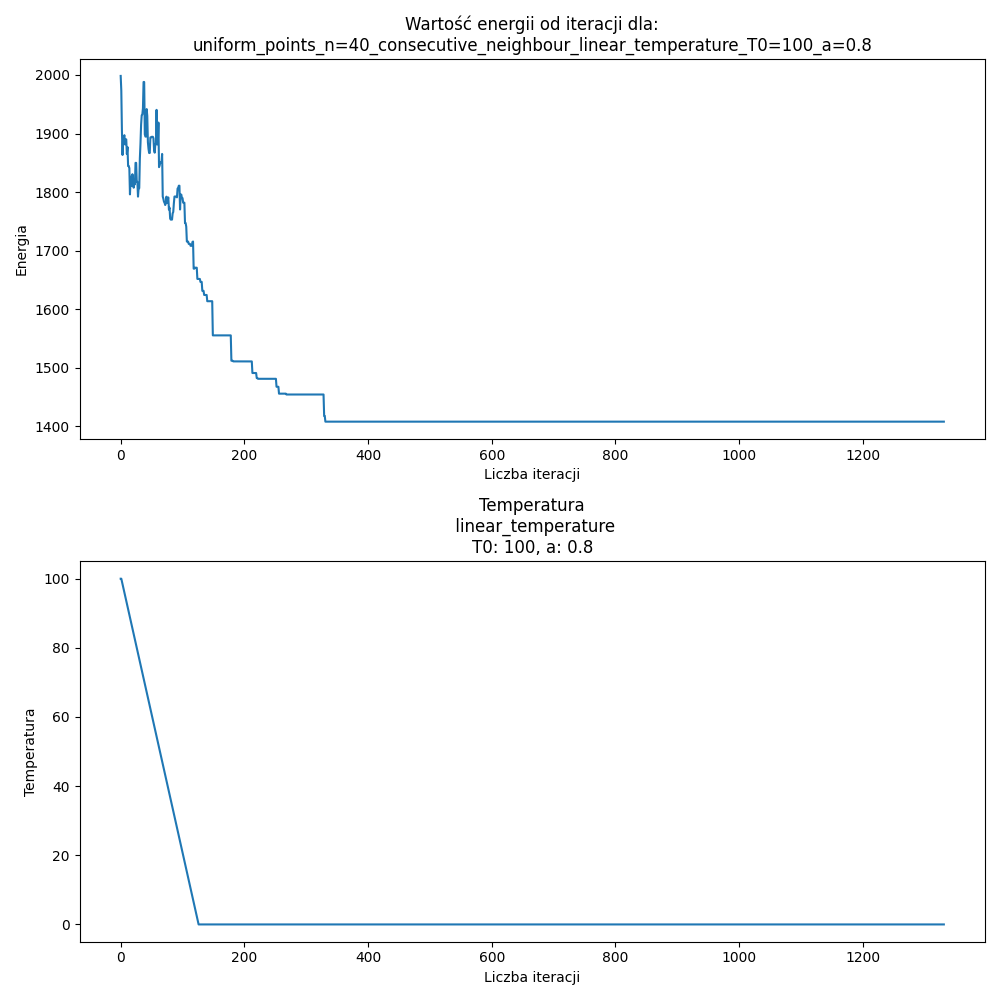 Wartość energii od iteracji dla:
uniform_points_n=40_consecutive_neighbour_linear_temperature_T0=100_a=0.8
2000
1900
1800
1700
1600
1500
1400
Energia
0 200 400 600 800 1000 1200
Liczba iteracji
Temperatura
linear_temperature
T0: 100, a: 0.8
100
80
60
40
20
0
Temperatura
0 200 400 600 800 1000 1200
Liczba iteracji